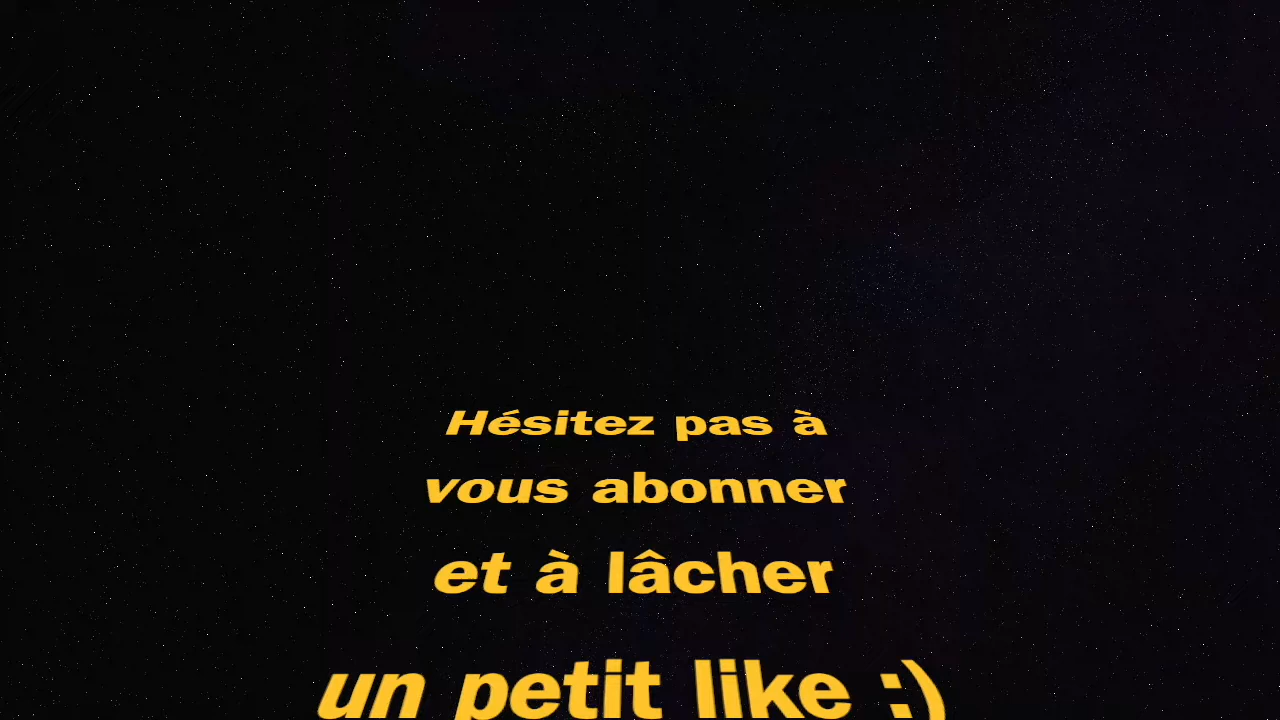 Hésitez pas à
vous abonner
et à lâcher
un petit like :)